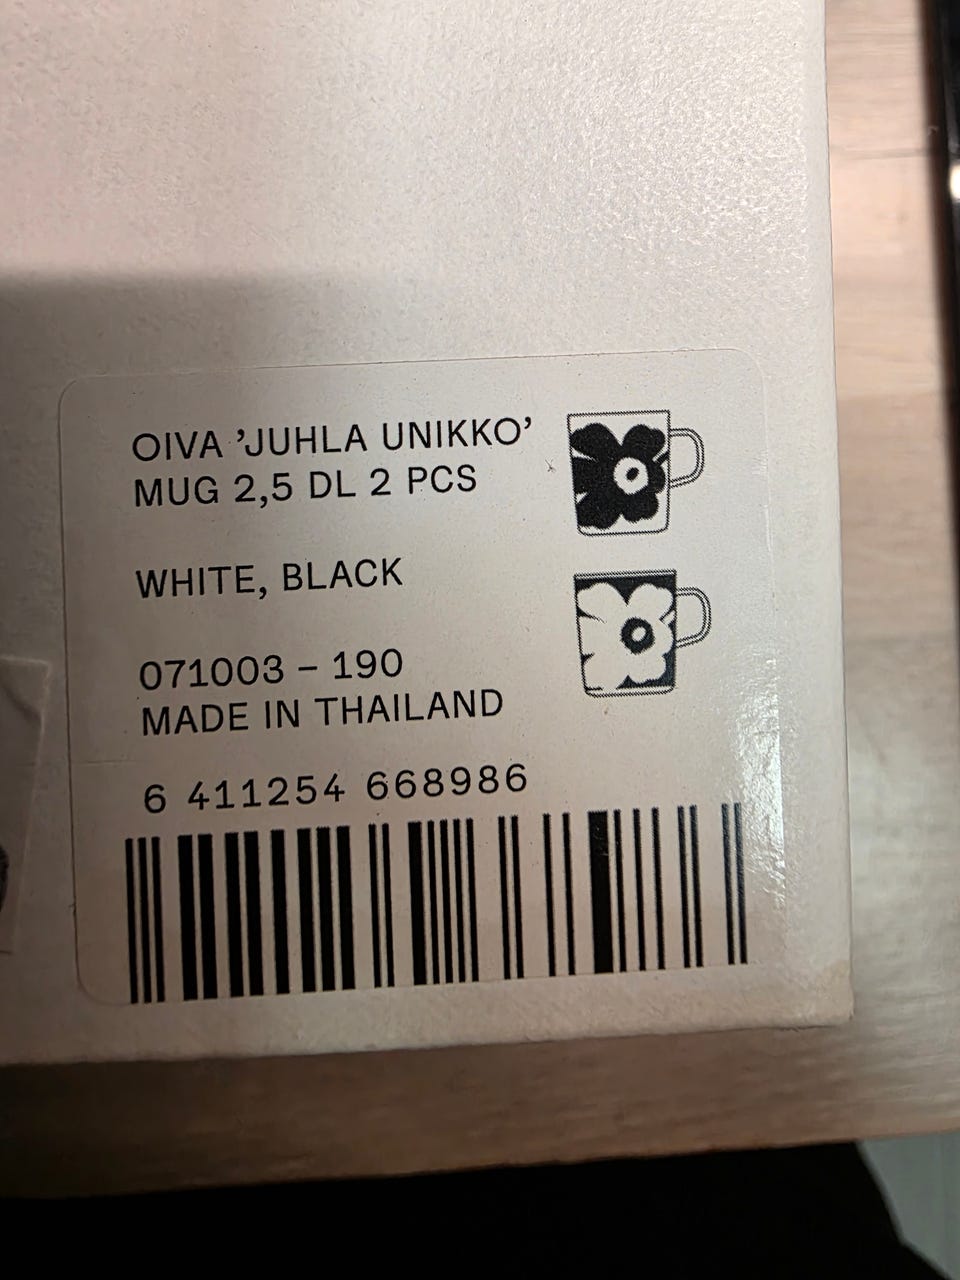 OIVA ’JUHLA UNIKKO’
MUG 2,5 DL 2 PCS
WHITE, BLACK
071003 – 190
MADE IN THAILAND
6 411254 668986